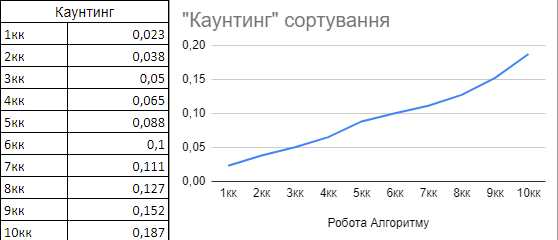 Каунтинг
1кк 0,023
2кк 0,038
3кк 0,05
4кк 0,065
5кк 0,088
6кк 0,1
7кк 0,111
8кк 0,127
9кк 0,152
10кк 0,187
"Каунтинг" сортування
0,20
0,15
0,10
0,05
0,00
1кк 2кк 3кк 4кк 5кк 6кк 7кк 8кк 9кк 10кк
Робота Алгоритму